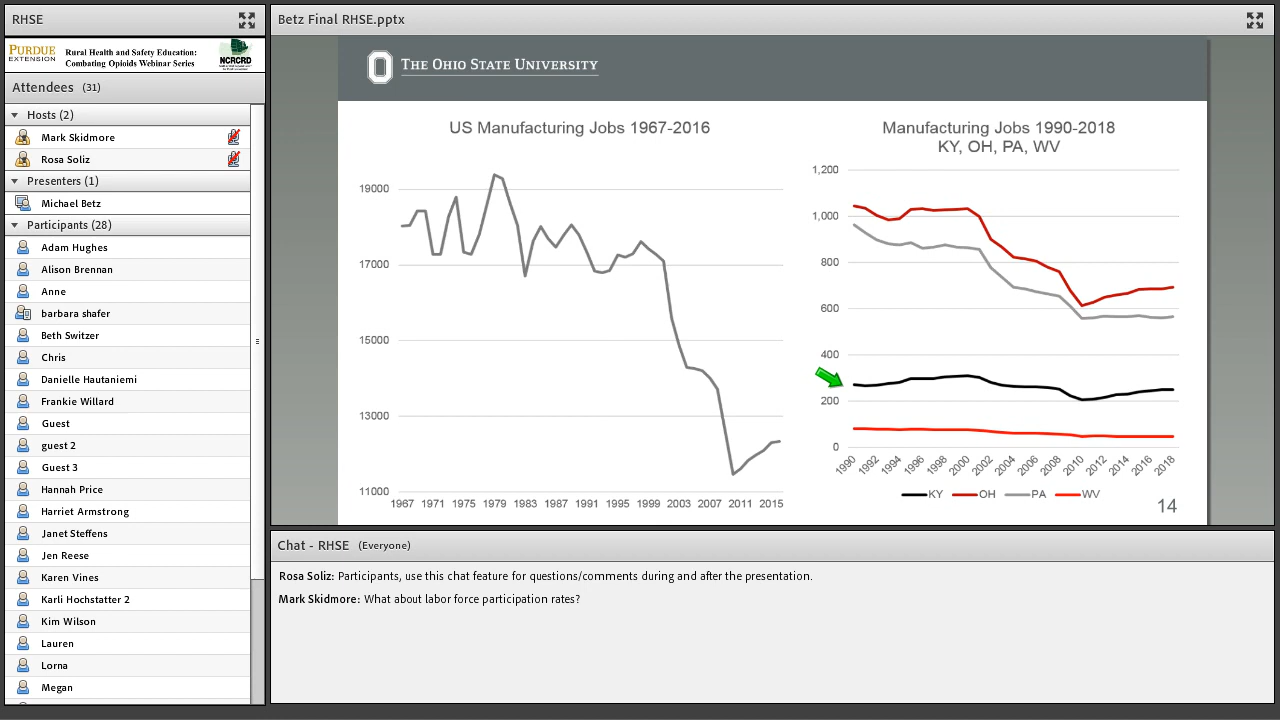 RHSE
PURDUE
EXTENSION
Rural Health and Safety Education:
Combating Opioids Webinar Series
NCRCRD
Attendees (31)
Hosts (2)
Mark Skidmore
Rosa Soliz
Presenters (1)
Michael Betz
Participants (28)
Adam Hughes
Alison Brennan
Anne
barbara shafer
Beth Switzer
Chris
Danielle Hautaniemi
Frankie Willard
Guest
guest 2
Guest 3
Hannah Price
Harriet Armstrong
Janet Steffens
Jen Reese
Karen Vines
Karli Hochstatter 2
Kim Wilson
Lauren
Lorna
Megan
Betz Final RHSE.pptx
THE OHIO STATE UNIVERSITY
US Manufacturing Jobs 1967-2016
19000
17000
15000
13000
11000
1967 1971 1975 1979 1983 1987 1991 1995 1999 2003 2007 2011 2015
Manufacturing Jobs 1990-2018
KY, OH, PA, WV
1,200
1,000
800
600
400
200
0
1990 1992 1994 1996 1998 2000 2002 2004 2006 2008 2010 2012 2014 2016 2018
KY OH PA WV
14
Chat - RHSE (Everyone)
Rosa Soliz: Participants, use this chat feature for questions/comments during and after the presentation.
Mark Skidmore: What about labor force participation rates?